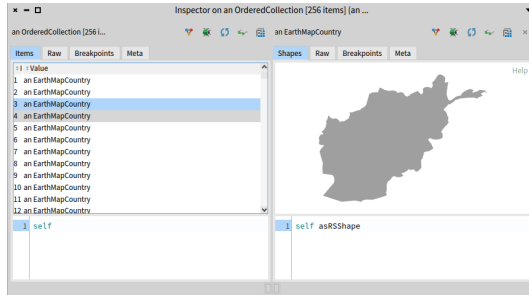 Inspector on an OrderedCollection [256 items] (an ...
an OrderedCollection [256 i...
Items Raw Breakpoints Meta
I Value
1 an EarthMapCountry
2 an EarthMapCountry
3 an EarthMapCountry
4 an EarthMapCountry
5 an EarthMapCountry
6 an EarthMapCountry
7 an EarthMapCountry
8 an EarthMapCountry
9 an EarthMapCountry
10 an EarthMapCountry
11 an EarthMapCountry
12 an EarthMapCountry
1 self
an EarthMapCountry
Shapes Raw Breakpoints Meta
Help
1 self asRSShape